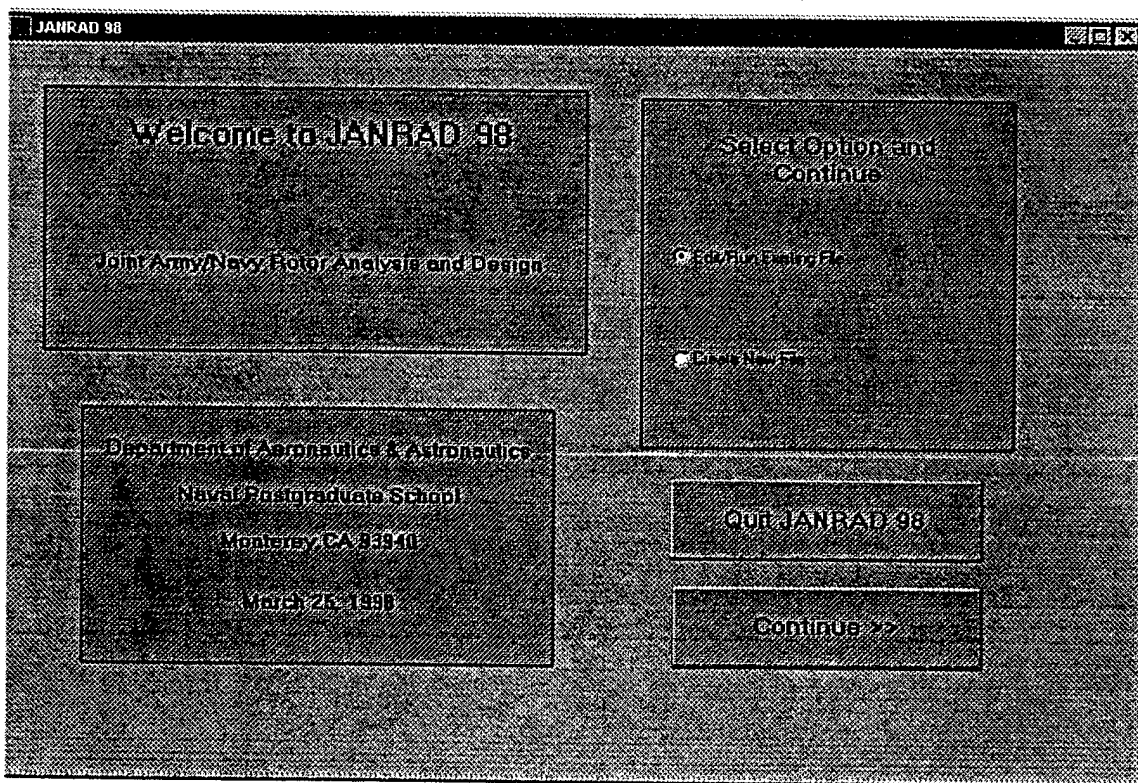 JANRAD 98
Welcome to JANRAD 98
Joint Army/Navy Rotor Analysis and Design
Department of Aeronautics & Astronautics
Naval Postgraduate School
Monterey CA 93940
March 25, 1998
Select Option and
Continue
Edit/Run Existing File
Create New File
Quit JANRAD 98
Continue >>